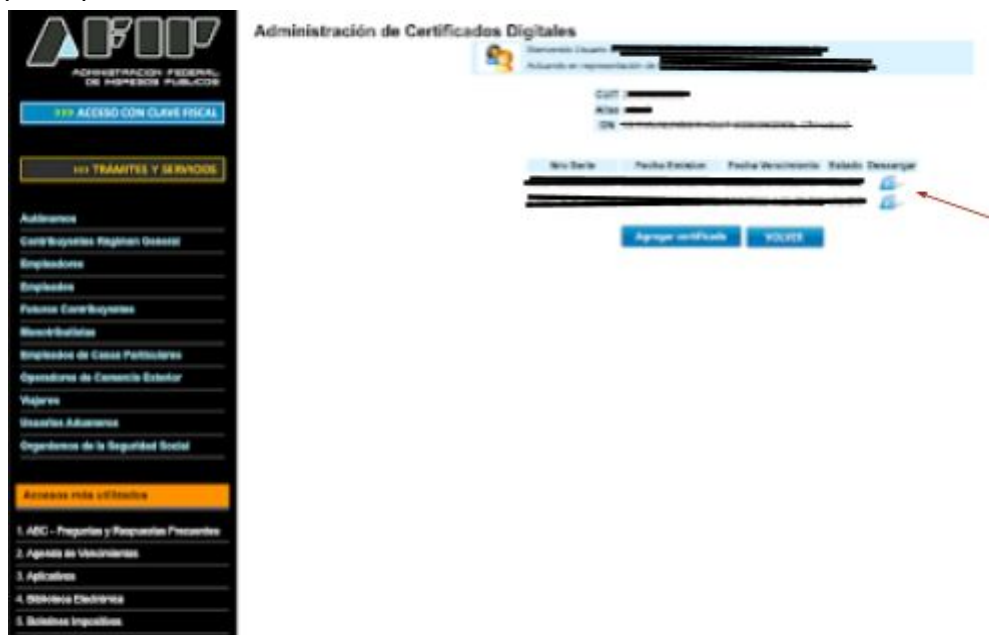 AFIP
ADMINISTRACION FEDERAL
DE INGRESOS PUBLICOS
>>> ACCESO CON CLAVE FISCAL
>>> TRÁMITES Y SERVICIOS
Autónomos
Contribuyentes Régimen General
Empleadores
Empleados
Futuros Contribuyentes
Monotributistas
Empleados de Casas Particulares
Operadores de Comercio Exterior
Viajeros
Usuarios Aduaneros
Organismos de la Seguridad Social
Accesos más utilizados
1. ABC - Preguntas y Respuestas Frecuentes
2. Agenda de Vencimientos
3. Aplicativos
4. Biblioteca Electrónica
5. Boletines Impositivos
Administración de Certificados Digitales
Bienvenido Usuario
Actuando en representación de
CUIT
Alias
DN
Nro Serie Fecha Emision Fecha Vencimiento Estado Descargar
Agregar certificado VOLVER